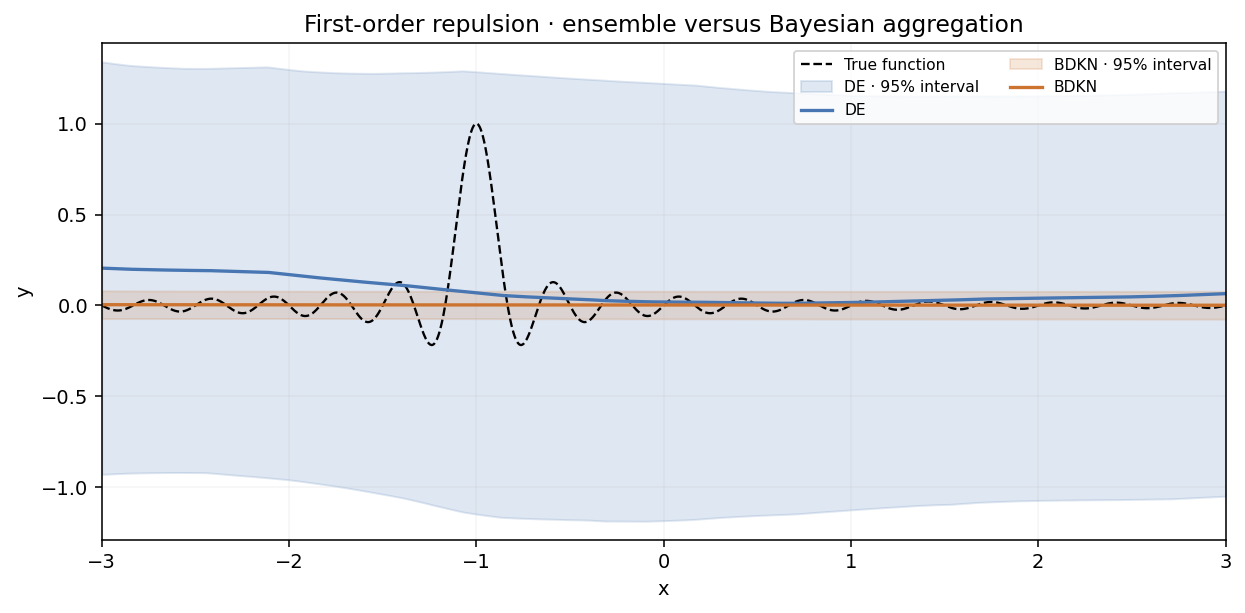 First-order repulsion · ensemble versus Bayesian aggregation
True function
DE · 95% interval
DE
BDKN · 95% interval
BDKN
y
1.0
0.5
0.0
−0.5
−1.0
−3 −2 −1 0 1 2 3
x